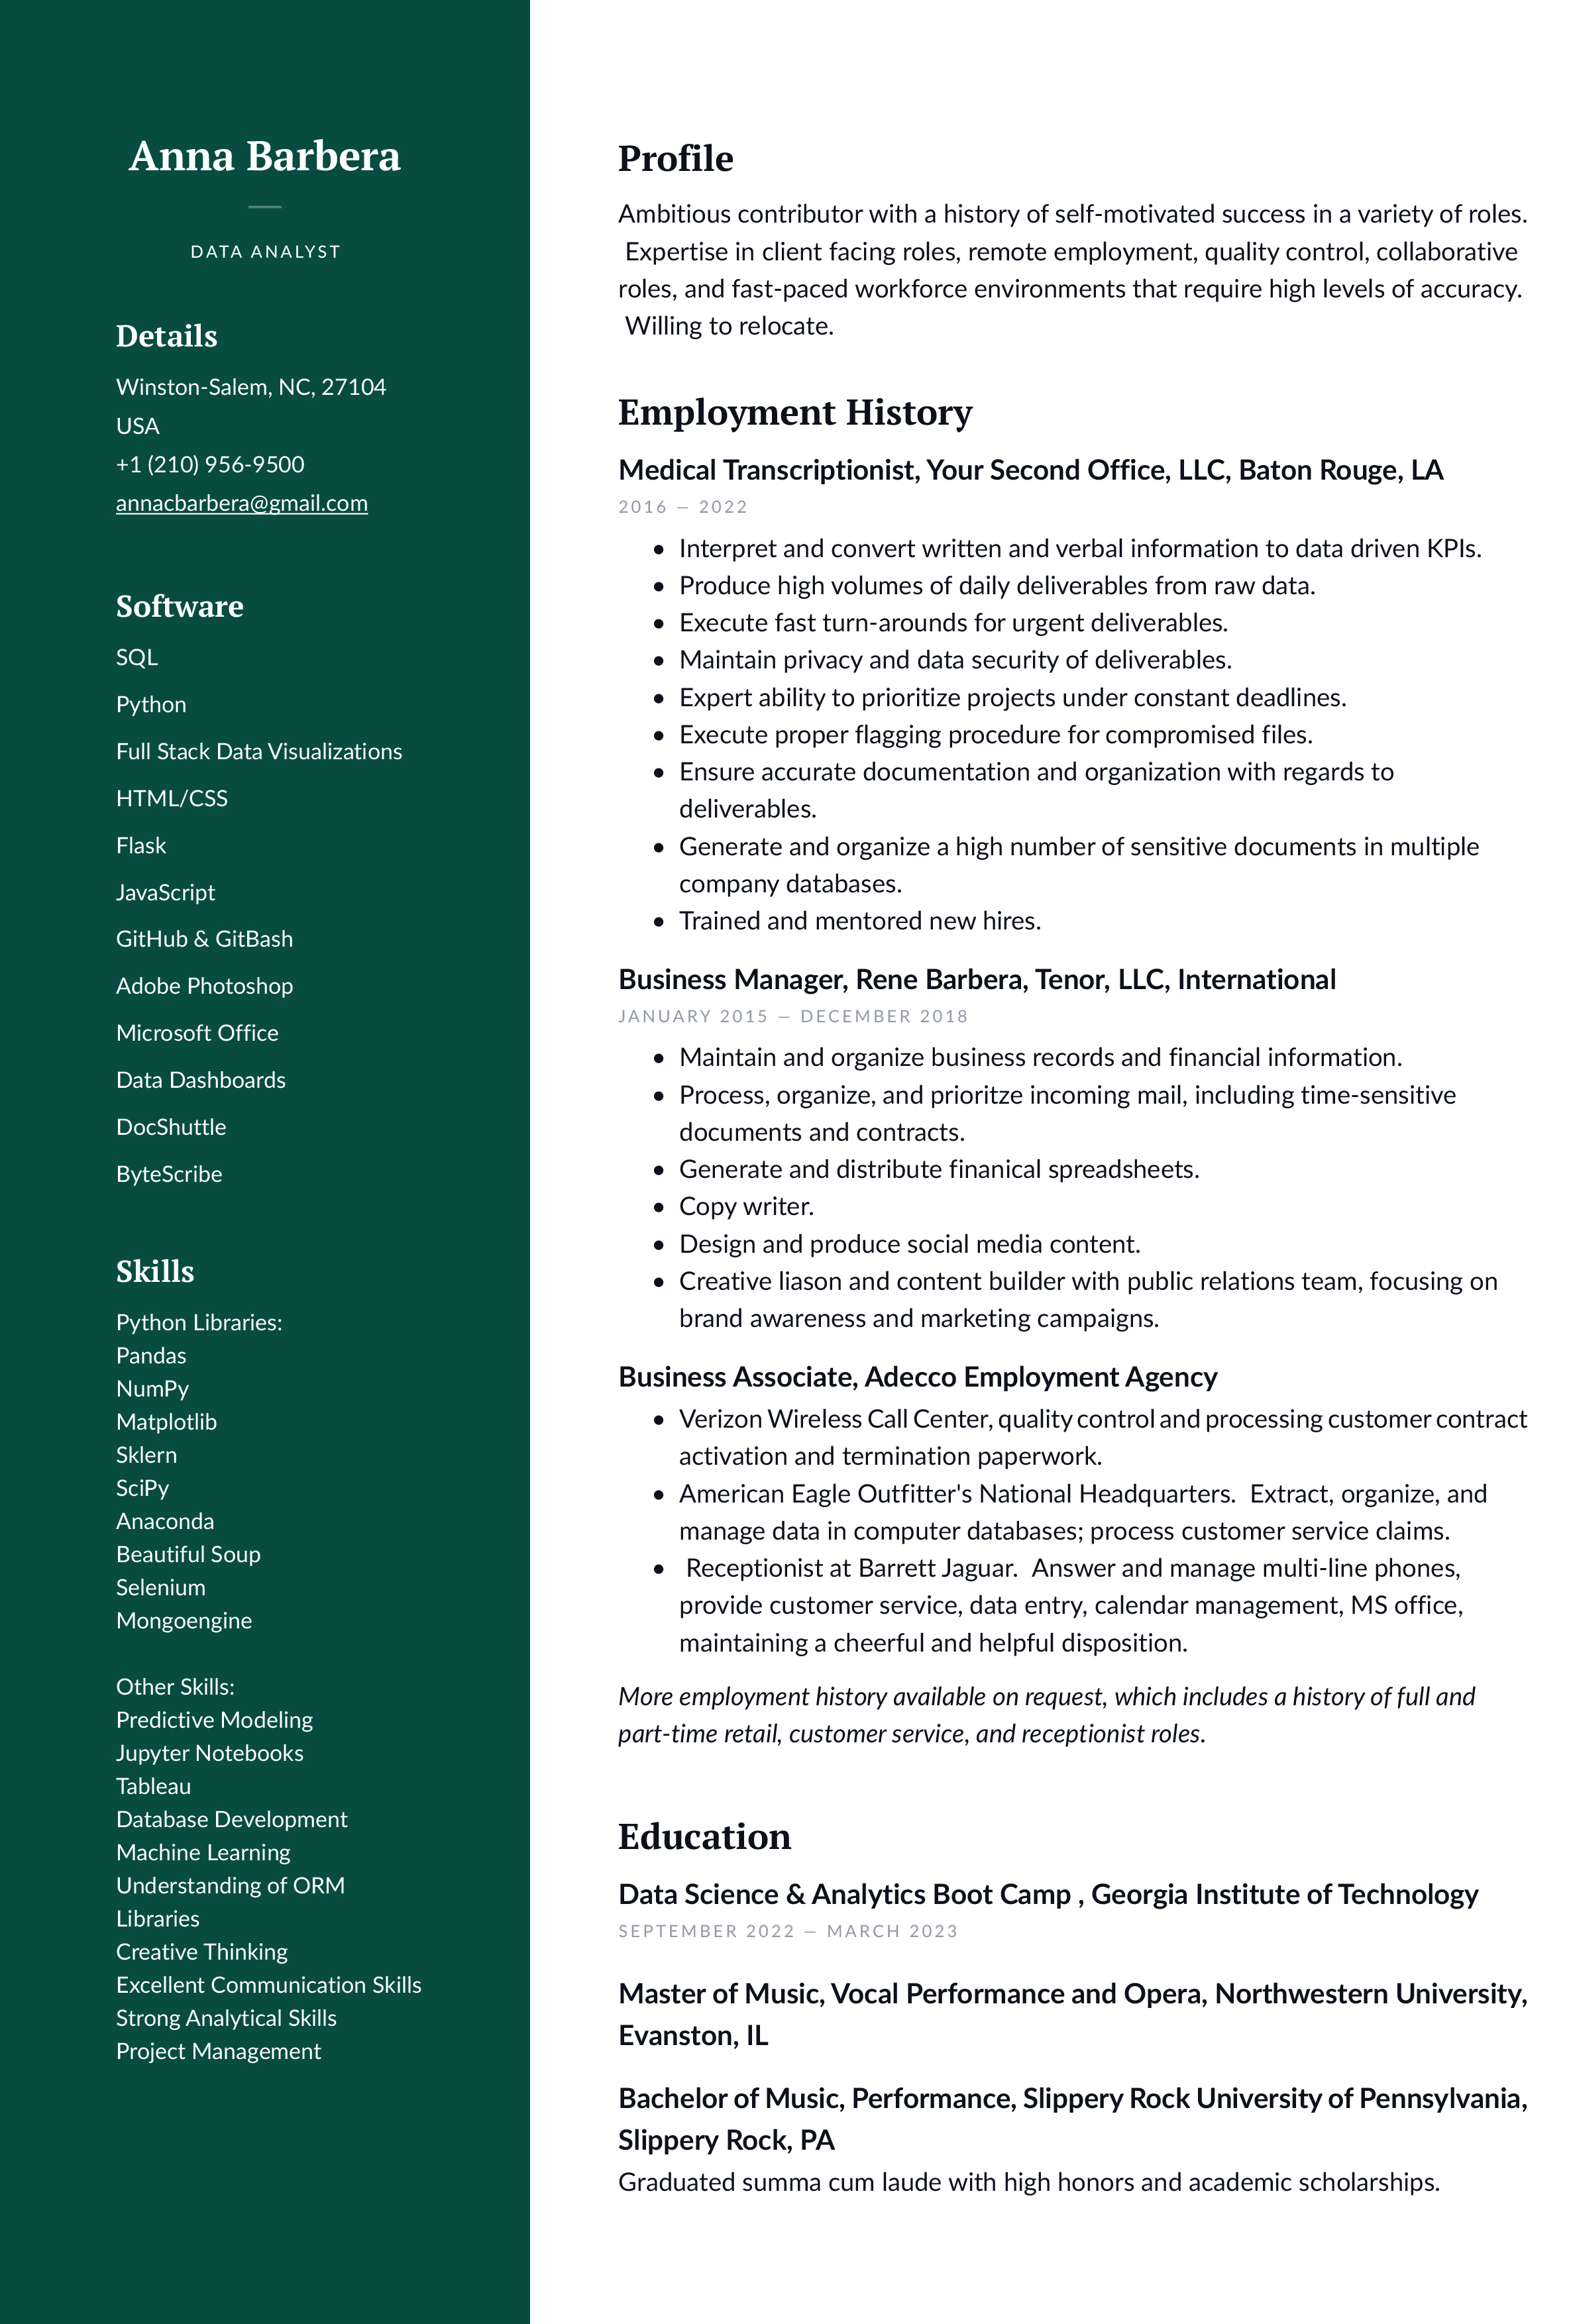 Anna Barbera
DATA ANALYST
Details
Winston-Salem, NC, 27104
USA
+1 (210) 956-9500
annacbarbera@gmail.com
Software
SQL
Python
Full Stack Data Visualizations
HTML/CSS
Flask
JavaScript
GitHub & GitBash
Adobe Photoshop
Microsoft Office
Data Dashboards
DocShuttle
ByteScribe
Skills
Python Libraries:
Pandas
NumPy
Matplotlib
Sklern
SciPy
Anaconda
Beautiful Soup
Selenium
Mongoengine
Other Skills:
Predictive Modeling
Jupyter Notebooks
Tableau
Database Development
Machine Learning
Understanding of ORM
Libraries
Creative Thinking
Excellent Communication Skills
Strong Analytical Skills
Project Management
Profile
Ambitious contributor with a history of self-motivated success in a variety of roles.
Expertise in client facing roles, remote employment, quality control, collaborative
roles, and fast-paced workforce environments that require high levels of accuracy.
Willing to relocate.
Employment History
Medical Transcriptionist, Your Second Office, LLC, Baton Rouge, LA
2016 — 2022
• Interpret and convert written and verbal information to data driven KPIs.
• Produce high volumes of daily deliverables from raw data.
• Execute fast turn-arounds for urgent deliverables.
• Maintain privacy and data security of deliverables.
• Expert ability to prioritize projects under constant deadlines.
• Execute proper flagging procedure for compromised files.
• Ensure accurate documentation and organization with regards to
deliverables.
• Generate and organize a high number of sensitive documents in multiple
company databases.
• Trained and mentored new hires.
Business Manager, Rene Barbera, Tenor, LLC, International
JANUARY 2015 — DECEMBER 2018
• Maintain and organize business records and financial information.
• Process, organize, and prioritze incoming mail, including time-sensitive
documents and contracts.
• Generate and distribute finanical spreadsheets.
• Copy writer.
• Design and produce social media content.
• Creative liason and content builder with public relations team, focusing on
brand awareness and marketing campaigns.
Business Associate, Adecco Employment Agency
• Verizon Wireless Call Center, quality control and processing customer contract
activation and termination paperwork.
• American Eagle Outfitter's National Headquarters. Extract, organize, and
manage data in computer databases; process customer service claims.
• Receptionist at Barrett Jaguar. Answer and manage multi-line phones,
provide customer service, data entry, calendar management, MS office,
maintaining a cheerful and helpful disposition.
More employment history available on request, which includes a history of full and
part-time retail, customer service, and receptionist roles.
Education
Data Science & Analytics Boot Camp , Georgia Institute of Technology
SEPTEMBER 2022 — MARCH 2023
Master of Music, Vocal Performance and Opera, Northwestern University,
Evanston, IL
Bachelor of Music, Performance, Slippery Rock University of Pennsylvania,
Slippery Rock, PA
Graduated summa cum laude with high honors and academic scholarships.